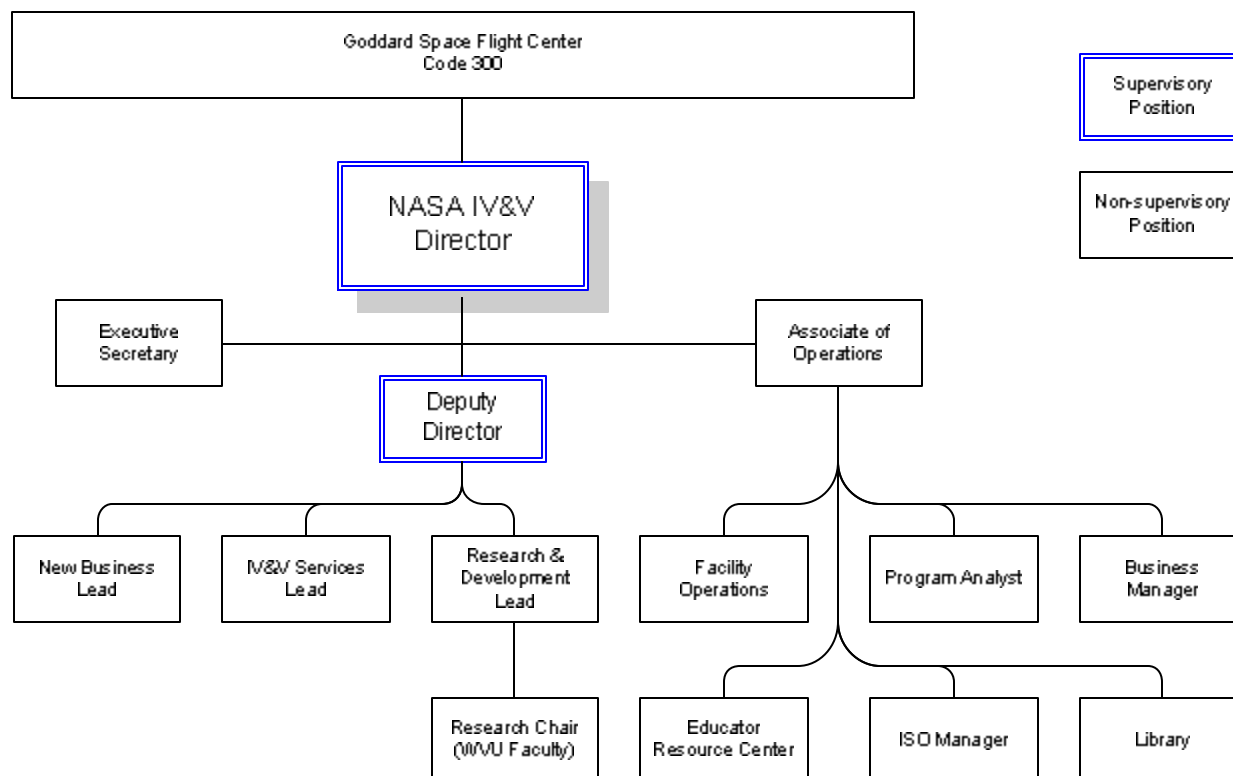 Goddard Space Flight Center
Code 300
Supervisory
Position
NASA IV&V
Director
Non-supervisory
Position
Executive
Secretary
Associate of
Operations
Deputy
Director
New Business
Lead
IV&V Services
Lead
Research &
Development
Lead
Facility
Operations
Program Analyst
Business
Manager
Research Chair
(WVU Faculty)
Educator
Resource Center
ISO Manager
Library